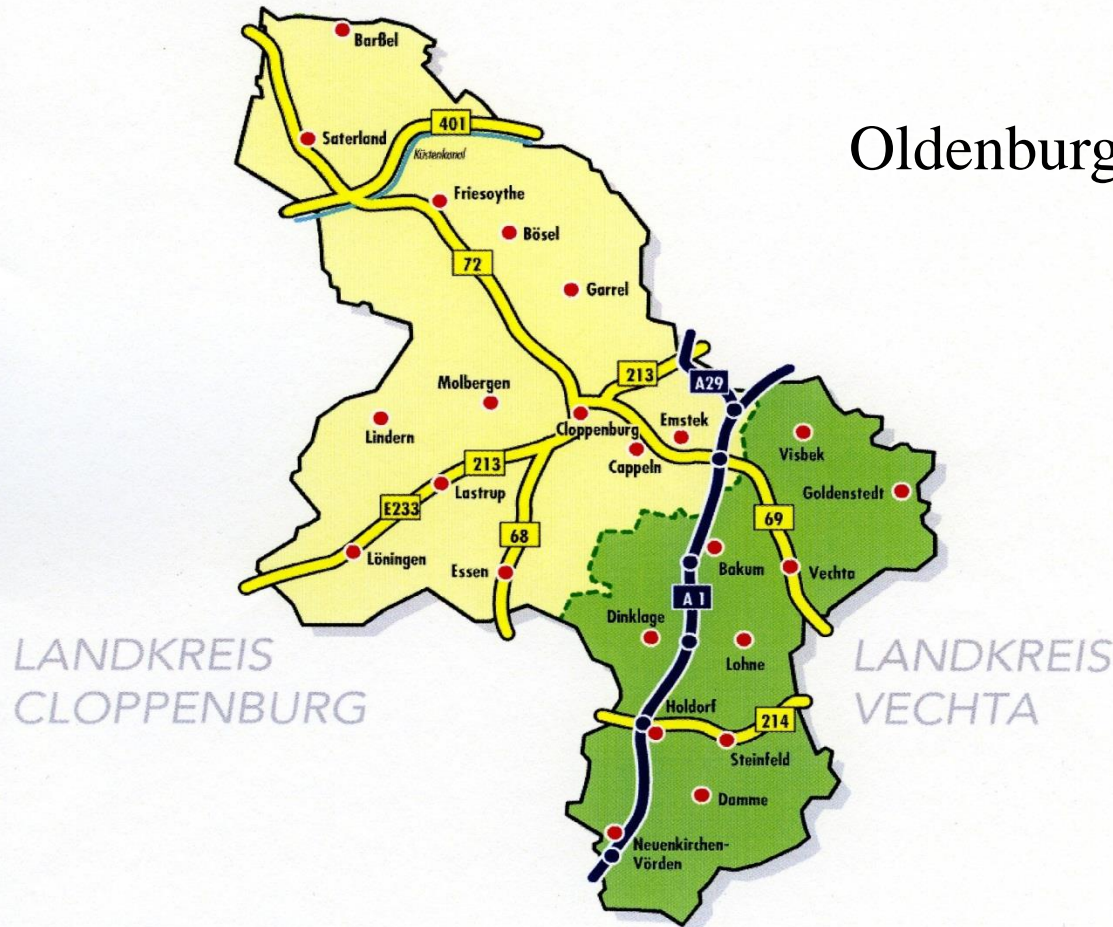 Barßel
401
Saterland
Küstenkanal
Oldenburg
Friesoythe
Bösel
72
Garrel
213
A29
Molbergen
Lindern
Cloppenburg
Emstek
Cappeln
Visbek
213
Lastrup
Goldenstedt
E233
68
69
Löningen
Essen
Bakum
Vechta
A 1
Dinklage
Lohne
LANDKREIS
CLOPPENBURG
LANDKREIS
VECHTA
Holdorf
214
Steinfeld
Damme
Neuenkirchen-
Vörden